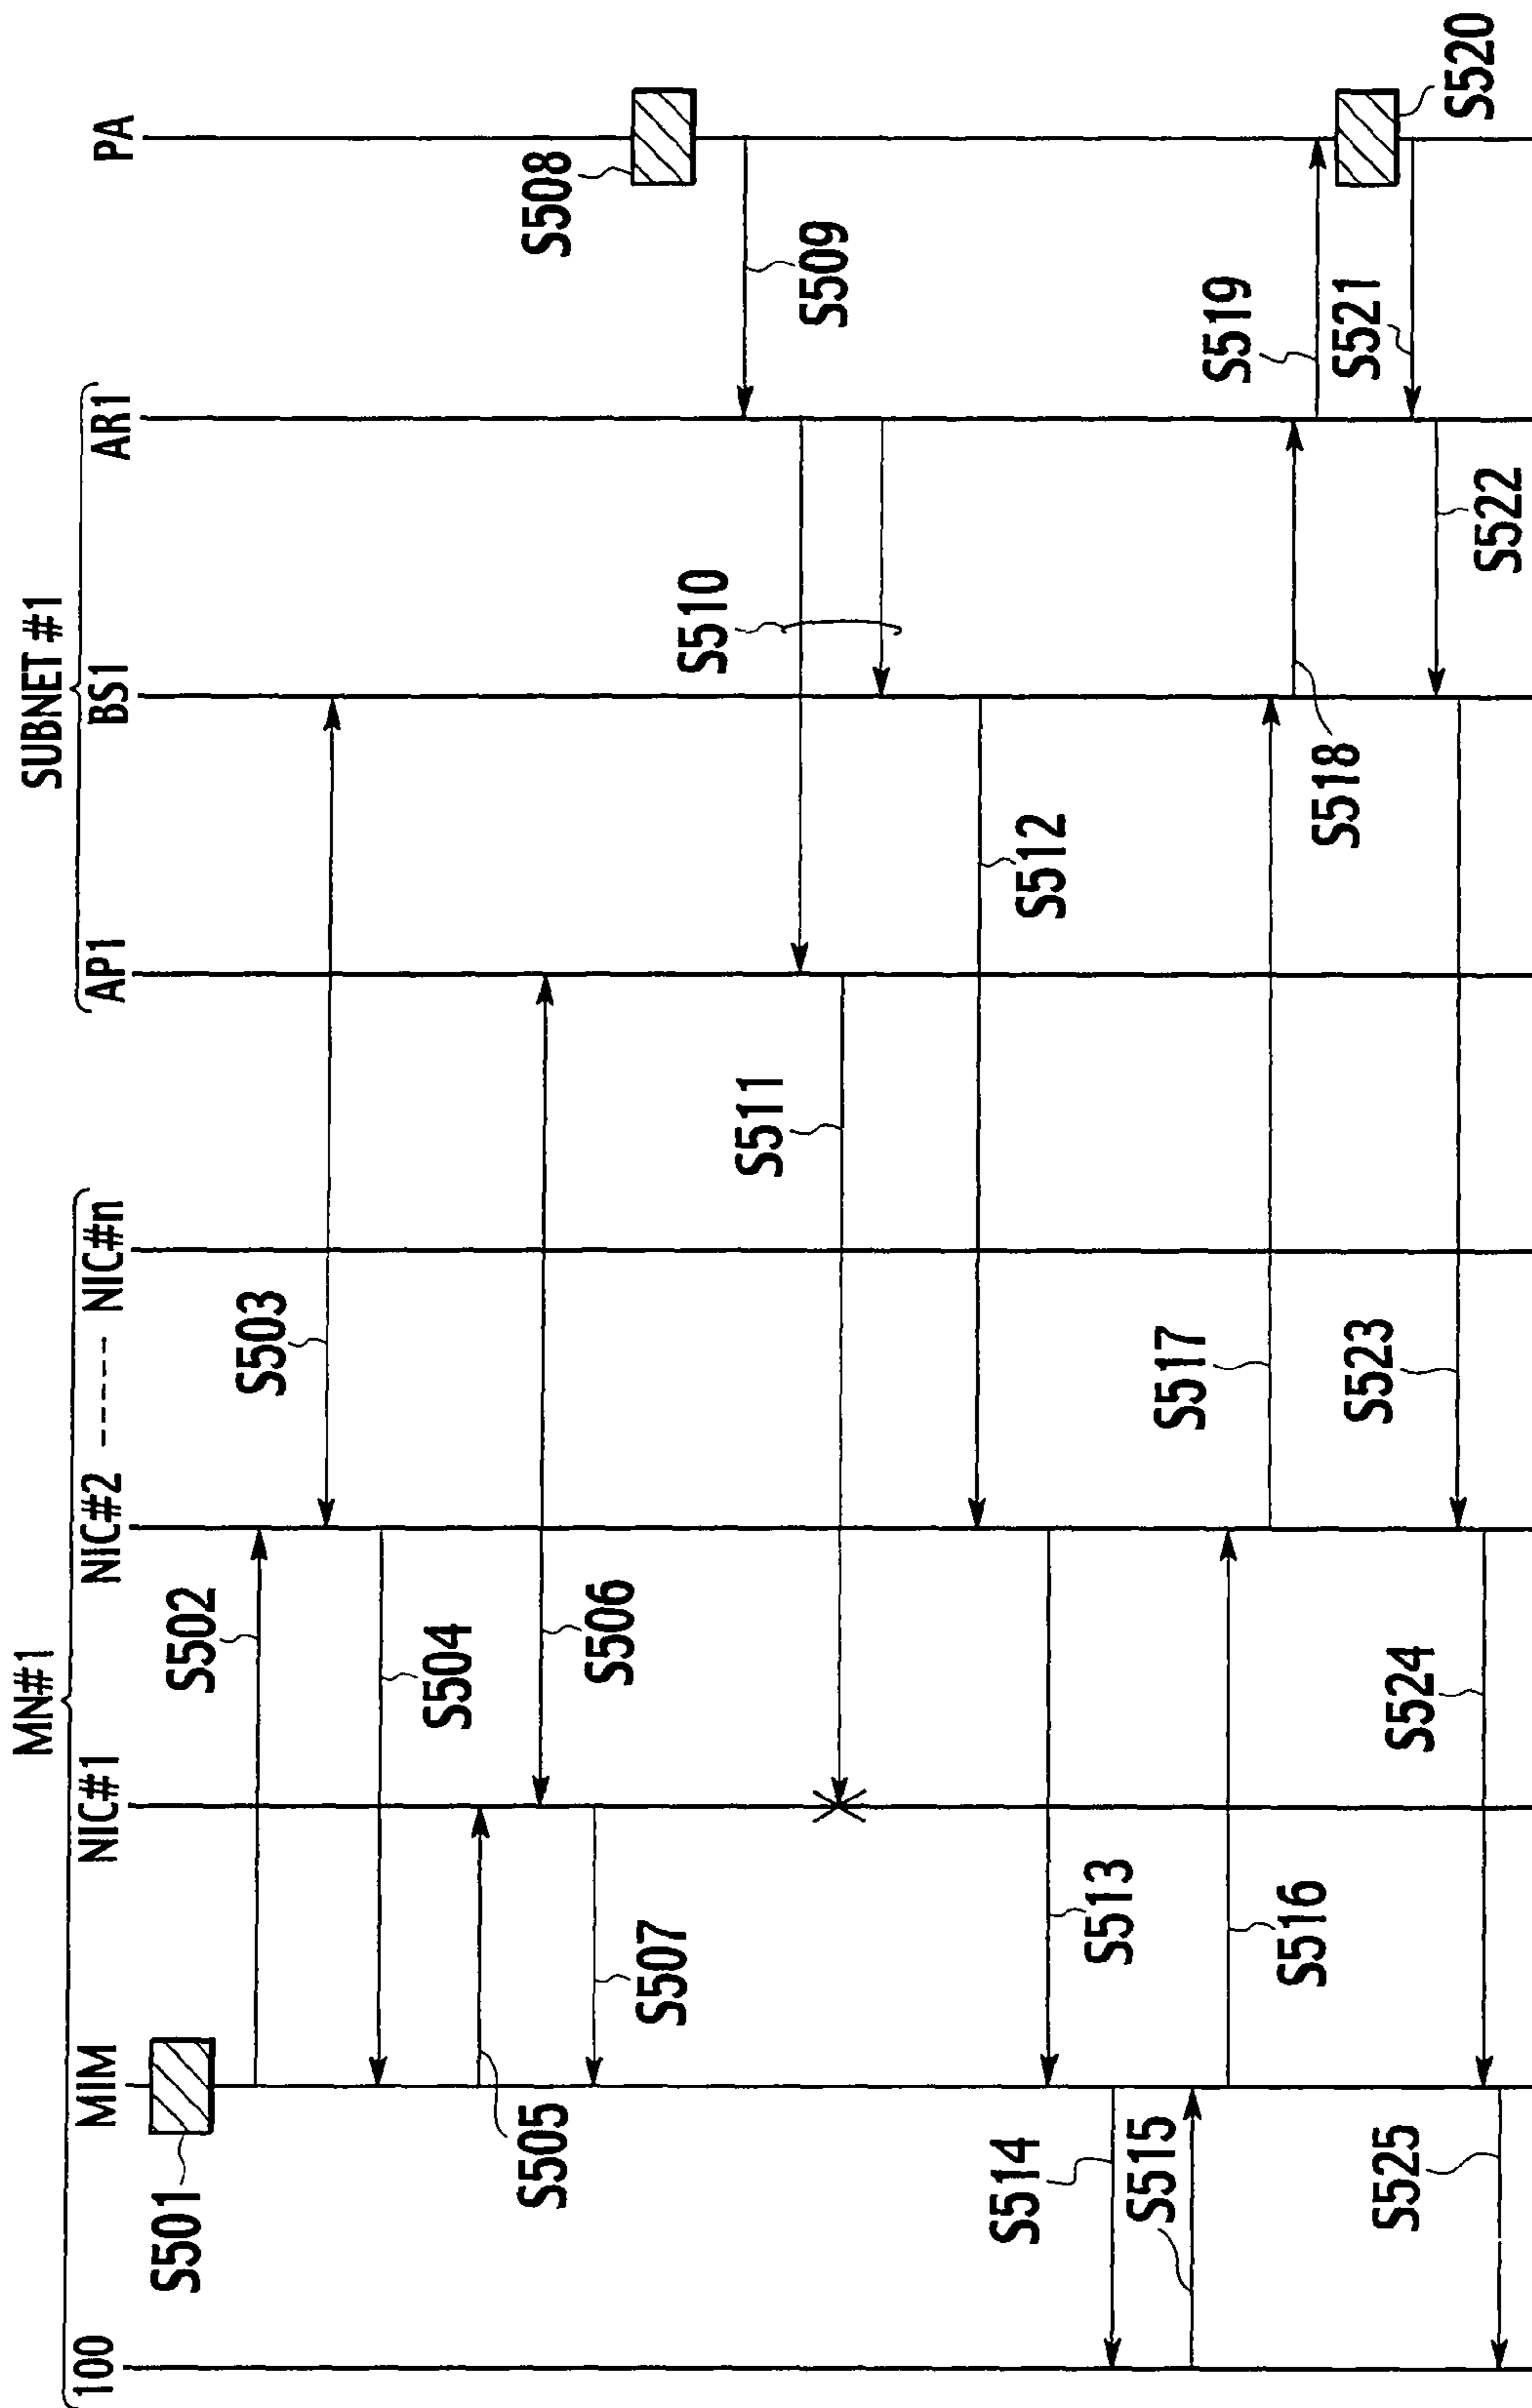 MN#1
SUBNET #1
100
MIM
NIC#1
NIC#2 ----- NIC#n
AP1
BS1
AR1
PA
S501
S502
S503
S504
S505
S506
S507
S508
S509
S510
S511
S512
S513
S514
S515
S516
S517
S518
S519
S520
S521
S522
S523
S524
S525